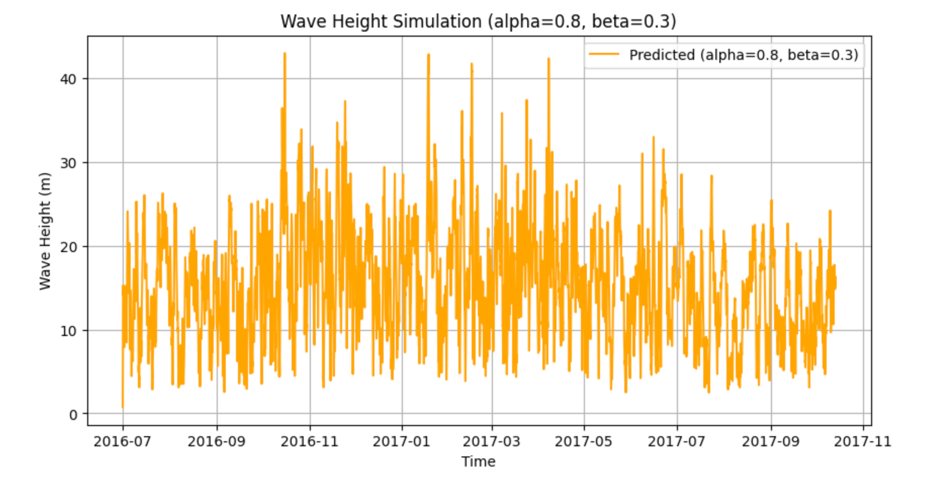 Wave Height Simulation (alpha=0.8, beta=0.3)
Predicted (alpha=0.8, beta=0.3)
Wave Height (m)
40
30
20
10
0
2016-07 2016-09 2016-11 2017-01 2017-03 2017-05 2017-07 2017-09 2017-11
Time